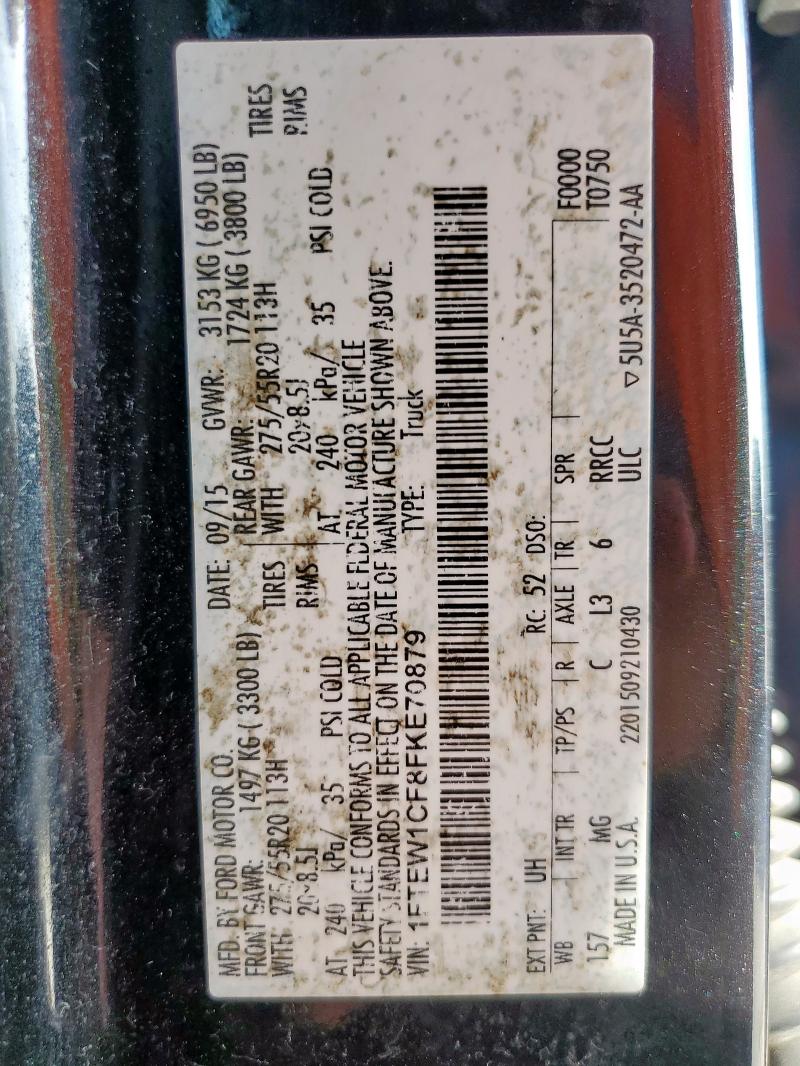 MFD. BY FORD MOTOR CO. DATE: 09/15 GVWR: 3153 KG ( 6950 LB)
FRONT GAWR: 1497 KG ( 3300 LB) REAR GAWR: 1724 KG ( 3800 LB)
WITH 275/55R20 113H TIRES WITH 275/55R20 113H TIRES
20x8.5J RIMS 20x8.5J RIMS
AT 240 kPa/ 35 PSI COLD AT 240 kPa/ 35 PSI COLD
THIS VEHICLE CONFORMS TO ALL APPLICABLE FEDERAL MOTOR VEHICLE
SAFETY STANDARDS IN EFFECT ON THE DATE OF MANUFACTURE SHOWN ABOVE.
VIN: 1FTEW1CF8FKE70879 TYPE: Truck
EXT PNT: UH RC: 52 DSO: F0000
WB INT TR TP/PS R AXLE TR SPR T0750
157 MG C L3 6 RRCC
MADE IN U.S.A. 2201509210430 ULC ▽ 5U5A-3520472-AA